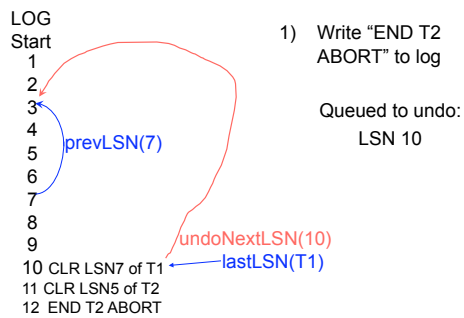 LOG
Start
1
2
3
4
5
6
7
8
9
10 CLR LSN7 of T1
11 CLR LSN5 of T2
12 END T2 ABORT
prevLSN(7)
undoNextLSN(10)
lastLSN(T1)
1) Write “END T2
ABORT” to log
Queued to undo:
LSN 10